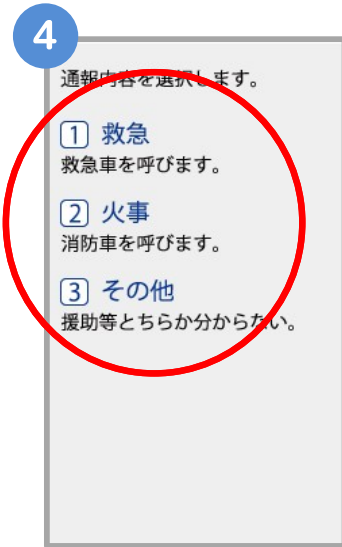 4
通報内容を選択します。
1 救急
救急車を呼びます。
2 火事
消防車を呼びます。
3 その他
援助等とちらか分からない。